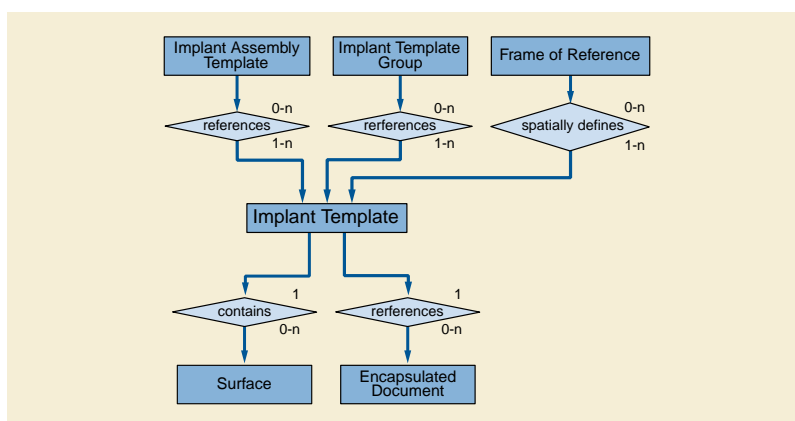 Implant Assembly
Template
Implant Template
Group
Frame of Reference
0-n
0-n
0-n
references
rerferences
spatially defines
1-n
1-n
1-n
Implant Template
1
1
contains
rerferences
0-n
0-n
Surface
Encapsulated
Document